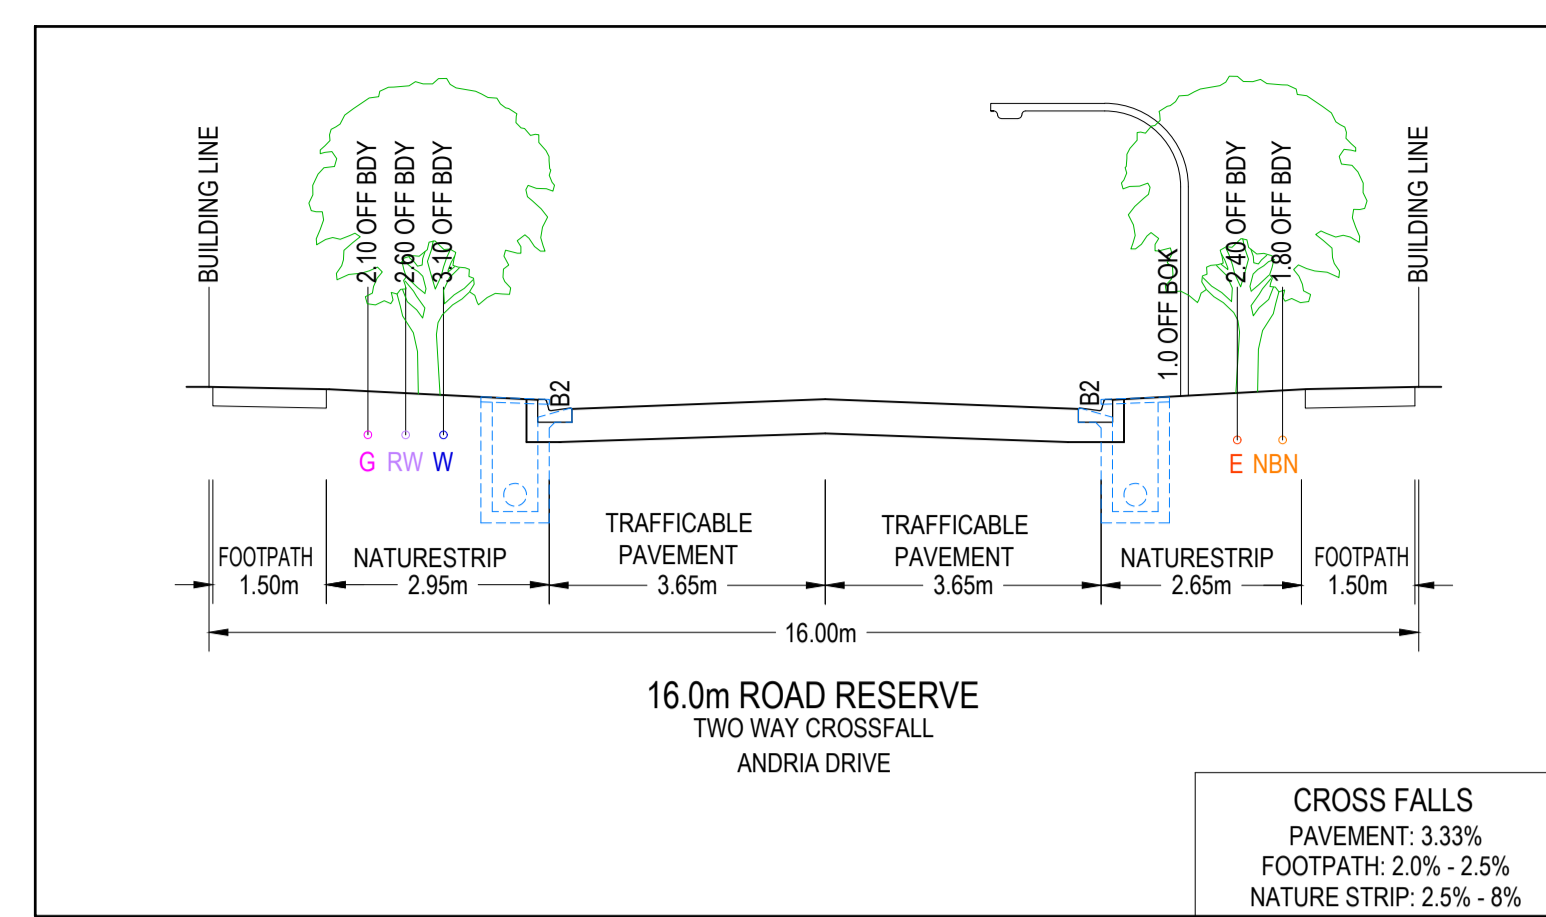 BUILDING LINE
2.10 OFF BDY
2.60 OFF BDY
3.10 OFF BDY
1.0 OFF BOK
2.40 OFF BDY
1.80 OFF BDY
BUILDING LINE
B2
B2
G RW W
E NBN
FOOTPATH
1.50m
NATURESTRIP
2.95m
TRAFFICABLE
PAVEMENT
3.65m
TRAFFICABLE
PAVEMENT
3.65m
NATURESTRIP
2.65m
FOOTPATH
1.50m
16.00m
16.0m ROAD RESERVE
TWO WAY CROSSFALL
ANDRIA DRIVE
CROSS FALLS
PAVEMENT: 3.33%
FOOTPATH: 2.0% - 2.5%
NATURE STRIP: 2.5% - 8%